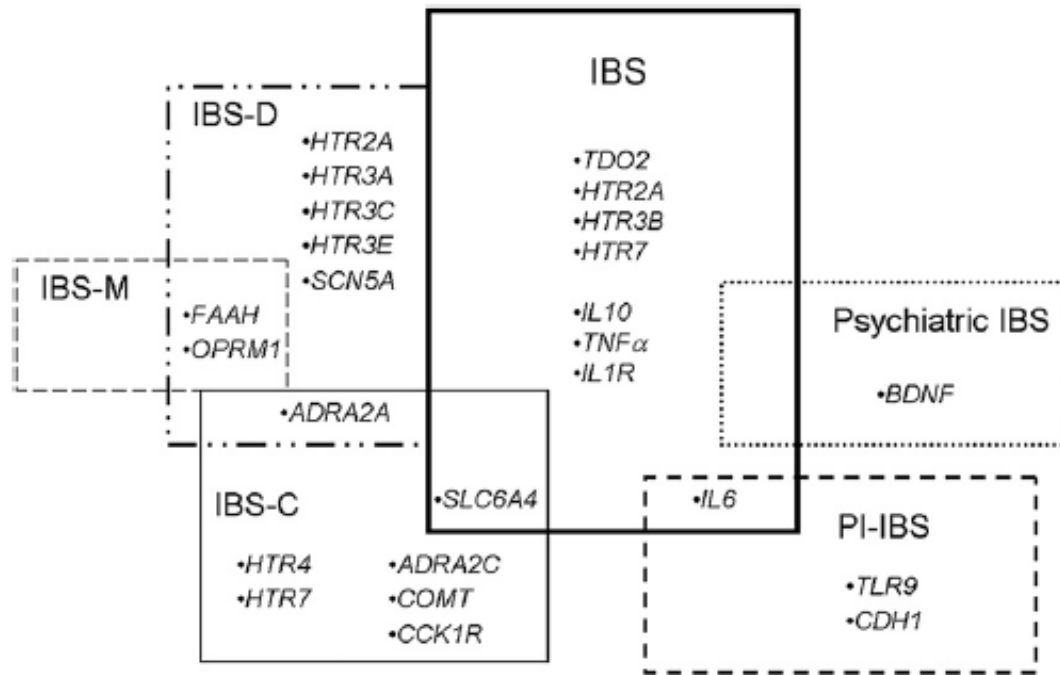 IBS
IBS-D
•HTR2A
•HTR3A
•HTR3C
•HTR3E
•SCN5A
•TDO2
•HTR2A
•HTR3B
•HTR7
•IL10
•TNFα
•IL1R
IBS-M
•FAAH
•OPRM1
Psychiatric IBS
•BDNF
•ADRA2A
IBS-C
•SLC6A4
•HTR4
•HTR7
•ADRA2C
•COMT
•CCK1R
•IL6
PI-IBS
•TLR9
•CDH1